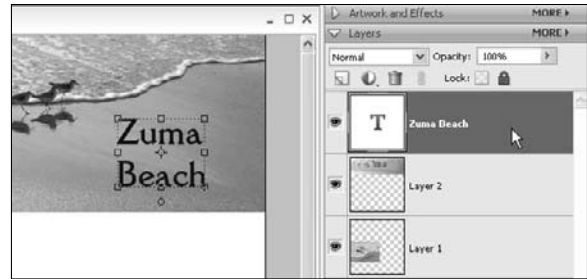 Artwork and Effects MORE
Layers MORE
Normal Opacity: 100%
Lock:
T Zuma Beach
Zuma
Beach
Layer 2
Layer 1